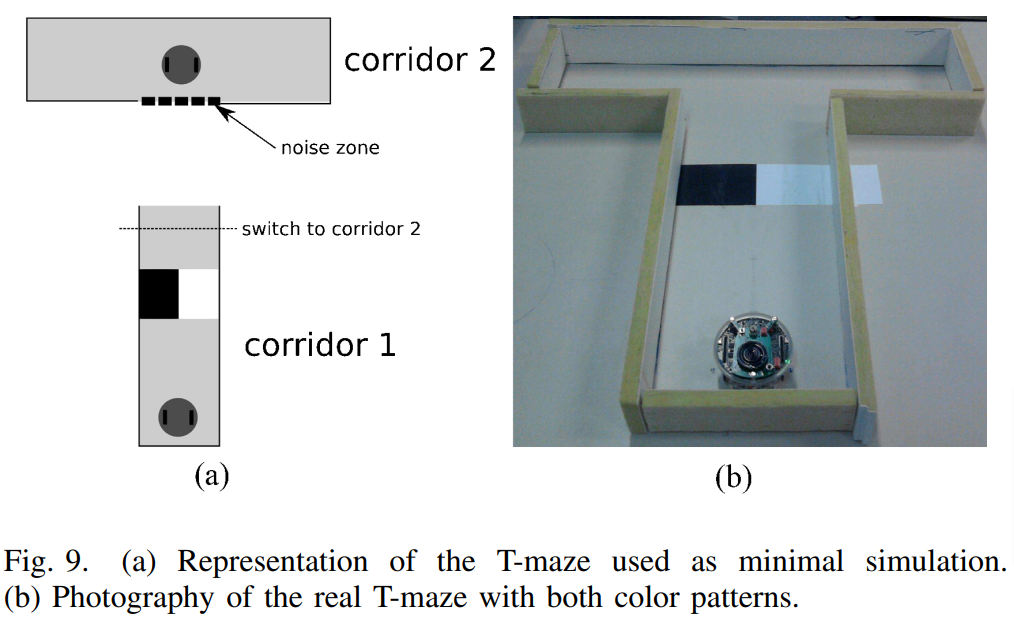 corridor 2
noise zone
switch to corridor 2
corridor 1
(a)
(b)
Fig. 9. (a) Representation of the T-maze used as minimal simulation.
(b) Photography of the real T-maze with both color patterns.